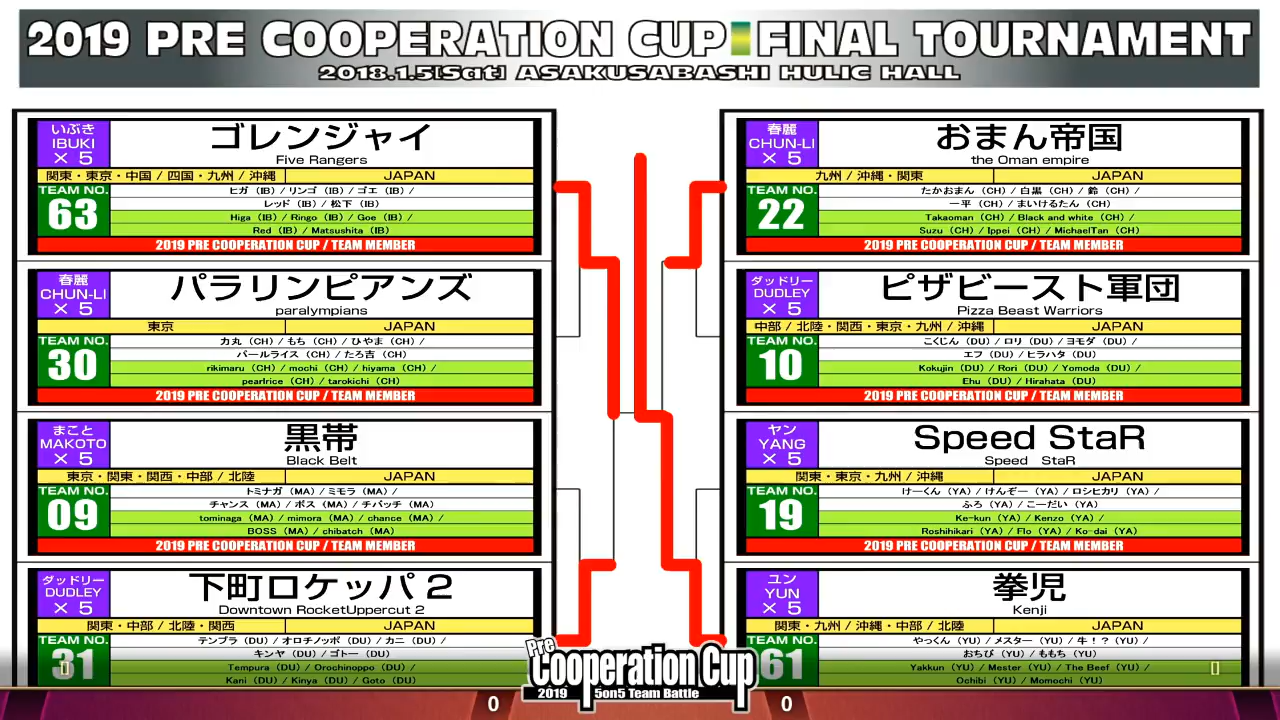 2019 PRE COOPERATION CUP FINAL TOURNAMENT
2018.1.5[Sat] ASAKUSABASHI HULIC HALL
いぶき
IBUKI
× 5
ゴレンジャイ
Five Rangers
関東・東京・中国 / 四国・九州 / 沖縄
JAPAN
TEAM NO.
63
ヒガ (IB) / リンゴ (IB) / ゴエ (IB) /
レッド (IB) / 松下 (IB)
Higa (IB) / Ringo (IB) / Goe (IB) /
Red (IB) / Matsushita (IB)
2019 PRE COOPERATION CUP / TEAM MEMBER
春麗
CHUN-LI
× 5
パラリンピアンズ
paralympians
東京
JAPAN
TEAM NO.
30
力丸 (CH) / もち (CH) / ひやま (CH) /
パールライス (CH) / たろ吉 (CH)
rikimaru (CH) / mochi (CH) / hiyama (CH) /
pearlrice (CH) / tarokichi (CH)
2019 PRE COOPERATION CUP / TEAM MEMBER
まこと
MAKOTO
× 5
黒帯
Black Belt
東京・関東・関西・中部 / 北陸
JAPAN
TEAM NO.
09
トミナガ (MA) / ミモラ (MA) /
チャンス (MA) / ボス (MA) / チバッチ (MA)
tominaga (MA) / mimora (MA) / chance (MA) /
BOSS (MA) / chibatch (MA)
2019 PRE COOPERATION CUP / TEAM MEMBER
ダッドリー
DUDLEY
× 5
下町ロケッパ 2
Downtown RocketUppercut 2
関東・中部 / 北陸・関西
JAPAN
TEAM NO.
31
テンプラ (DU) / オロチノッポ (DU) / カニ (DU) /
キンヤ (DU) / ゴトー (DU)
Tempura (DU) / Orochinoppo (DU) /
Kani (DU) / Kinya (DU) / Goto (DU)
春麗
CHUN-LI
× 5
おまん帝国
the Oman empire
九州 / 沖縄・関東
JAPAN
TEAM NO.
22
たかおまん (CH) / 白黒 (CH) / 鈴 (CH) /
一平 (CH) / まいけるたん (CH)
Takaoman (CH) / Black and white (CH) /
Suzu (CH) / Ippei (CH) / MichaelTan (CH)
2019 PRE COOPERATION CUP / TEAM MEMBER
ダッドリー
DUDLEY
× 5
ピザビースト軍団
Pizza Beast Warriors
中部 / 北陸・関西・東京・九州 / 沖縄
JAPAN
TEAM NO.
10
こくじん (DU) / ロリ (DU) / ヨモダ (DU) /
エフ (DU) / ヒラハタ (DU)
Kokujin (DU) / Rori (DU) / Yomoda (DU) /
Ehu (DU) / Hirahata (DU)
2019 PRE COOPERATION CUP / TEAM MEMBER
ヤン
YANG
× 5
Speed StaR
Speed StaR
関東・東京・九州 / 沖縄
JAPAN
TEAM NO.
19
けーくん (YA) / けんぞー (YA) / ロシヒカリ (YA) /
ふろ (YA) / こーだい (YA)
Ke-kun (YA) / Kenzo (YA) /
Roshihikari (YA) / Flo (YA) / Ko-dai (YA)
2019 PRE COOPERATION CUP / TEAM MEMBER
ユン
YUN
× 5
拳児
Kenji
関東・九州 / 沖縄・中部・北陸
JAPAN
TEAM NO.
61
やっくん (YU) / メスター (YU) / 牛！？ (YU) /
おちび (YU) / ももち (YU)
Yakkun (YU) / Mester (YU) / The Beef (YU) /
Ochibi (YU) / Momochi (YU)
Pre
Cooperation Cup
2019 5on5 Team Battle
0
0